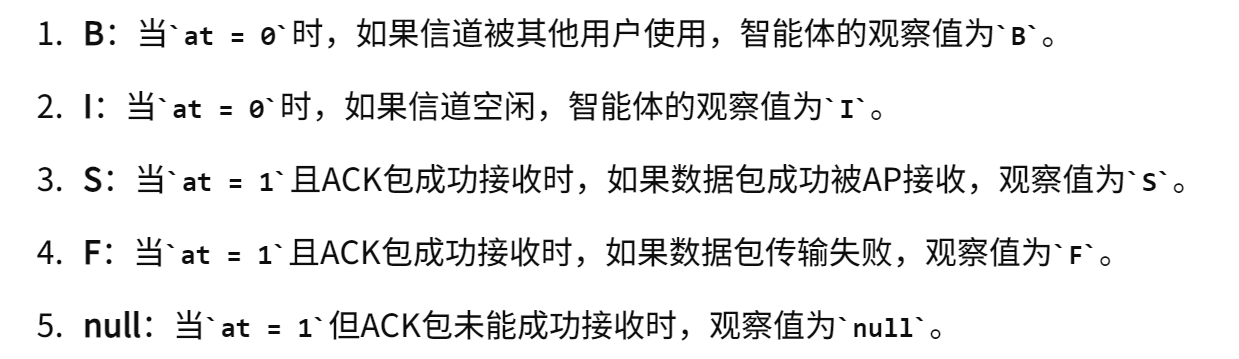 1. B：当`at = 0`时，如果信道被其他用户使用，智能体的观察值为`B`。
2. I：当`at = 0`时，如果信道空闲，智能体的观察值为`I`。
3. S：当`at = 1`且ACK包成功接收时，如果数据包成功被AP接收，观察值为`S`。
4. F：当`at = 1`且ACK包成功接收时，如果数据包传输失败，观察值为`F`。
5. null：当`at = 1`但ACK包未能成功接收时，观察值为`null`。